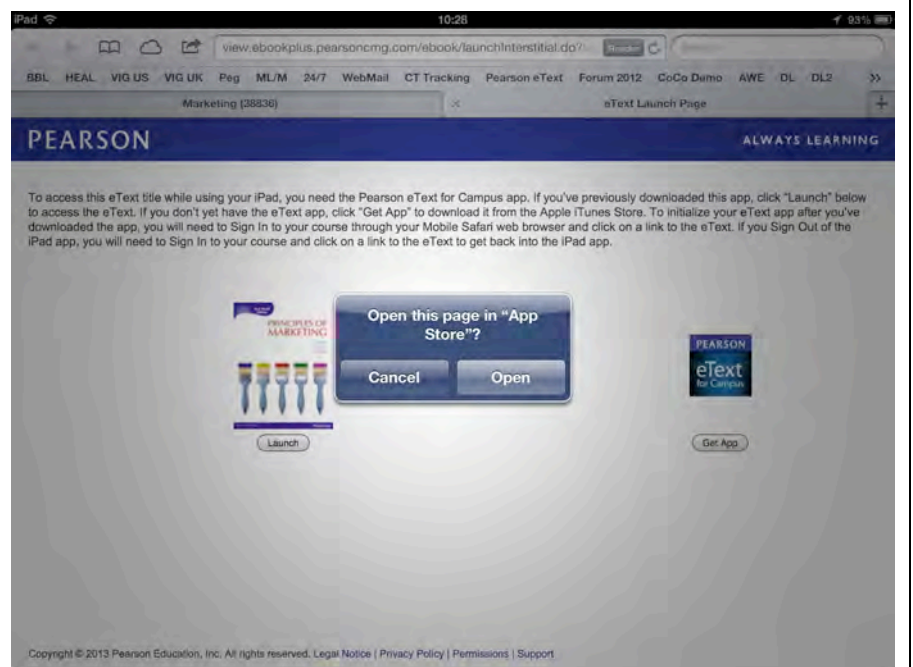 iPad 10:28 93%
view.ebookplus.pearsoncmg.com/ebook/launchInterstitial.do? Reader
BBL HEAL VIG US VIG UK Peg ML/M 24/7 WebMail CT Tracking Pearson eText Forum 2012 CoCo Demo AWE DL DL2 »
Marketing (38836) × eText Launch Page +
PEARSON ALWAYS LEARNING
To access this eText title while using your iPad, you need the Pearson eText for Campus app. If you've previously downloaded this app, click "Launch" below
to access the eText. If you don't yet have the eText app, click "Get App" to download it from the Apple iTunes Store. To initialize your eText app after you've
downloaded the app, you will need to Sign In to your course through your Mobile Safari web browser and click on a link to the eText. If you Sign Out of the
iPad app, you will need to Sign In to your course and click on a link to the eText to get back into the iPad app.
PRINCIPLES OF
MARKETING
Open this page in "App
Store"?
Cancel Open
PEARSON
eText
for Campus
Launch
Get App
Copyright © 2013 Pearson Education, Inc. All rights reserved. Legal Notice | Privacy Policy | Permissions | Support